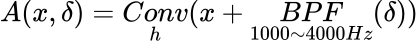 A(x, δ) = Conv(x + BPF(δ))
h 1000~4000Hz